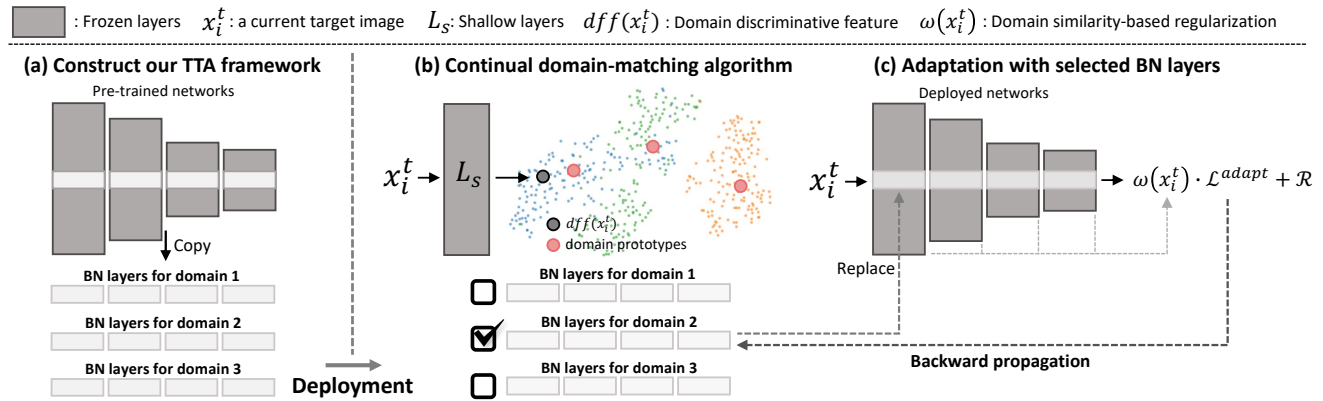 : Frozen layers x_i^t : a current target image L_s: Shallow layers dff(x_i^t) : Domain discriminative feature ω(x_i^t) : Domain similarity-based regularization
(a) Construct our TTA framework
Pre-trained networks
Copy
BN layers for domain 1
BN layers for domain 2
BN layers for domain 3
Deployment
(b) Continual domain-matching algorithm
x_i^t
L_s
dff(x_i^t)
domain prototypes
BN layers for domain 1
BN layers for domain 2
BN layers for domain 3
(c) Adaptation with selected BN layers
Deployed networks
x_i^t
ω(x_i^t) · ℒ^{adapt} + ℛ
Replace
Backward propagation